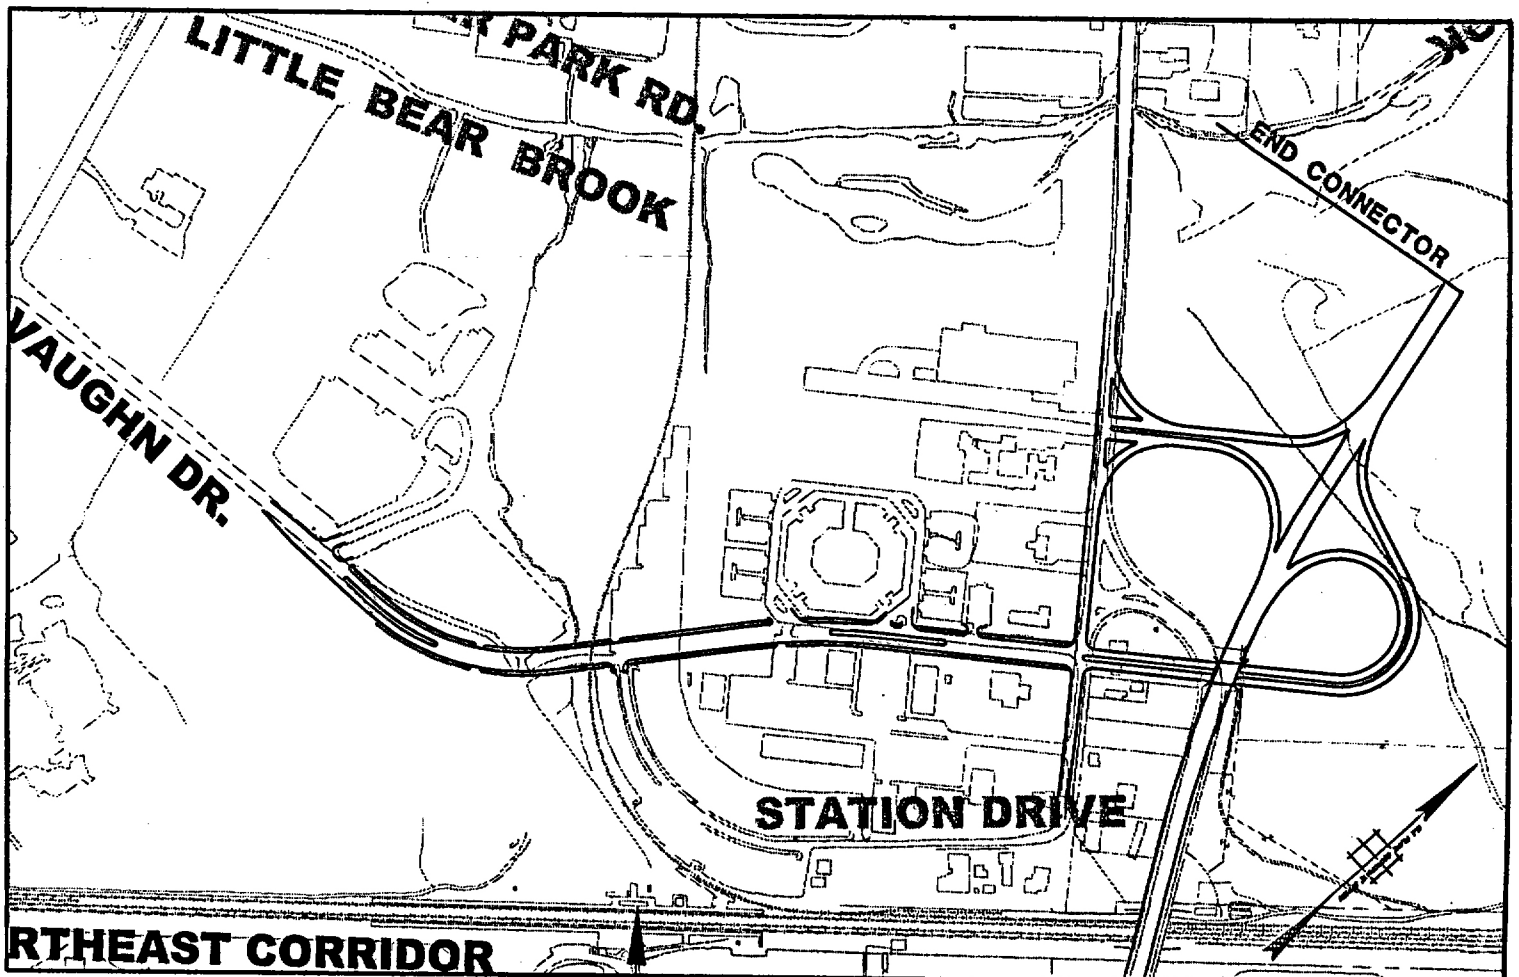 PARK RD.
LITTLE BEAR BROOK
END CONNECTOR
VAUGHN DR.
STATION DRIVE
RTHEAST CORRIDOR